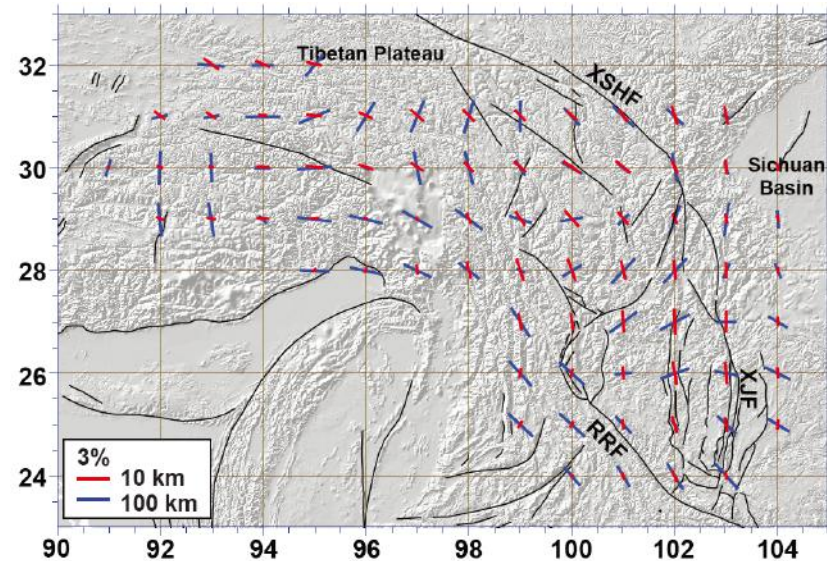 32
30
28
26
24
Tibetan Plateau
XSHF
Sichuan
Basin
XJF
RRF
3%
10 km
100 km
90 92 94 96 98 100 102 104